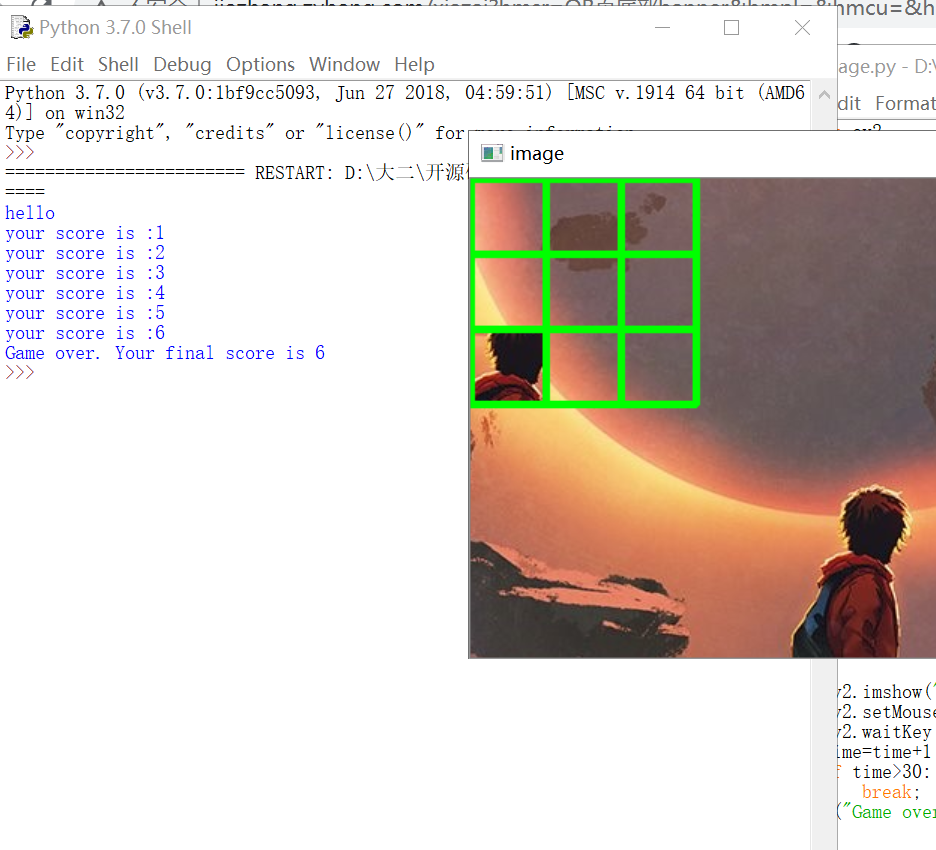 Python 3.7.0 Shell
File Edit Shell Debug Options Window Help
Python 3.7.0 (v3.7.0:1bf9cc5093, Jun 27 2018, 04:59:51) [MSC v.1914 64 bit (AMD6
4)] on win32
Type "copyright", "credits" or "license()" for more information
>>>
======================== RESTART: D:\大二\开源
====
hello
your score is :1
your score is :2
your score is :3
your score is :4
your score is :5
your score is :6
Game over. Your final score is 6
>>>
image
age.py - D:\
dit Format
v2.imshow("
v2.setMouse
v2.waitKey
ime=time+1
time>30:
break;
("Game over